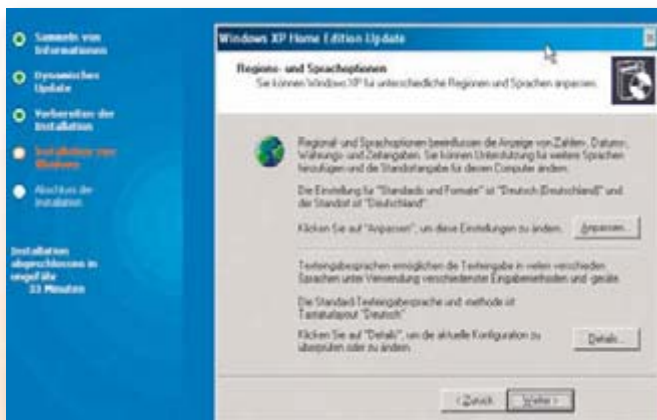 Sammeln von
Informationen
Dynamisches
Update
Vorbereiten der
Installation
Installation von
Windows
Abschluss der
Installation
Installation
abgeschlossen in
ungefähr
33 Minuten
Windows XP Home Edition Update
Regions- und Sprachoptionen
Sie können Windows XP für unterschiedliche Regionen und Sprachen anpassen.
Regional- und Sprachoptionen beeinflussen die Anzeige von Zahlen-, Datums-,
Währungs- und Zeitangaben. Sie können Unterstützung für weitere Sprachen
hinzufügen und die Standortangabe für diesen Computer ändern.
Die Einstellung für "Standards und Formate" ist "Deutsch (Deutschland)" und
der Standort ist "Deutschland".
Klicken Sie auf "Anpassen", um diese Einstellungen zu ändern.
Anpassen...
Texteingabesprachen ermöglichen die Texteingabe in vielen verschieden
Sprachen unter Verwendung verschiedenster Eingabemethoden und -geräte.
Die Standard-Texteingabesprache und -methode ist
Tastaturlayout "Deutsch"
Klicken Sie auf "Details", um die aktuelle Konfiguration zu
überprüfen oder zu ändern.
Details...
< Zurück
Weiter >